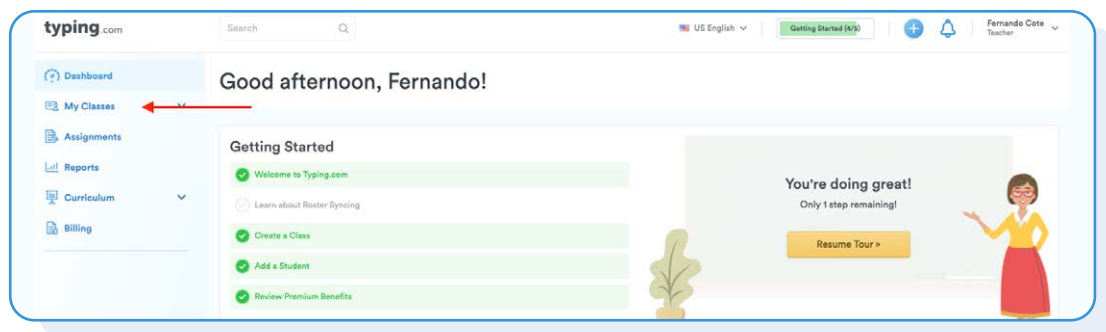 typing.com
Search
US English
Getting Started (4/5)
Fernando Cote
Teacher
Dashboard
My Classes
Assignments
Reports
Curriculum
Billing
Good afternoon, Fernando!
Getting Started
Welcome to Typing.com
Learn about Roster Syncing
Create a Class
Add a Student
Review Premium Benefits
You're doing great!
Only 1 step remaining!
Resume Tour »